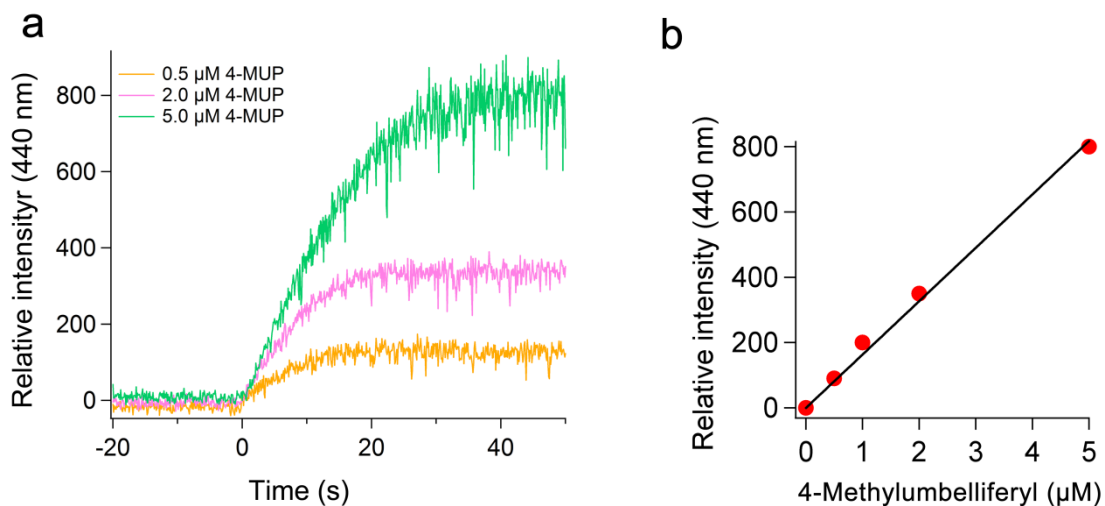 a
Relative intensityr (440 nm)
800
600
400
200
0
0.5 µM 4-MUP
2.0 µM 4-MUP
5.0 µM 4-MUP
-20
0
20
40
Time (s)
b
Relative intensity (440 nm)
800
600
400
200
0
0
1
2
3
4
5
4-Methylumbelliferyl (µM)